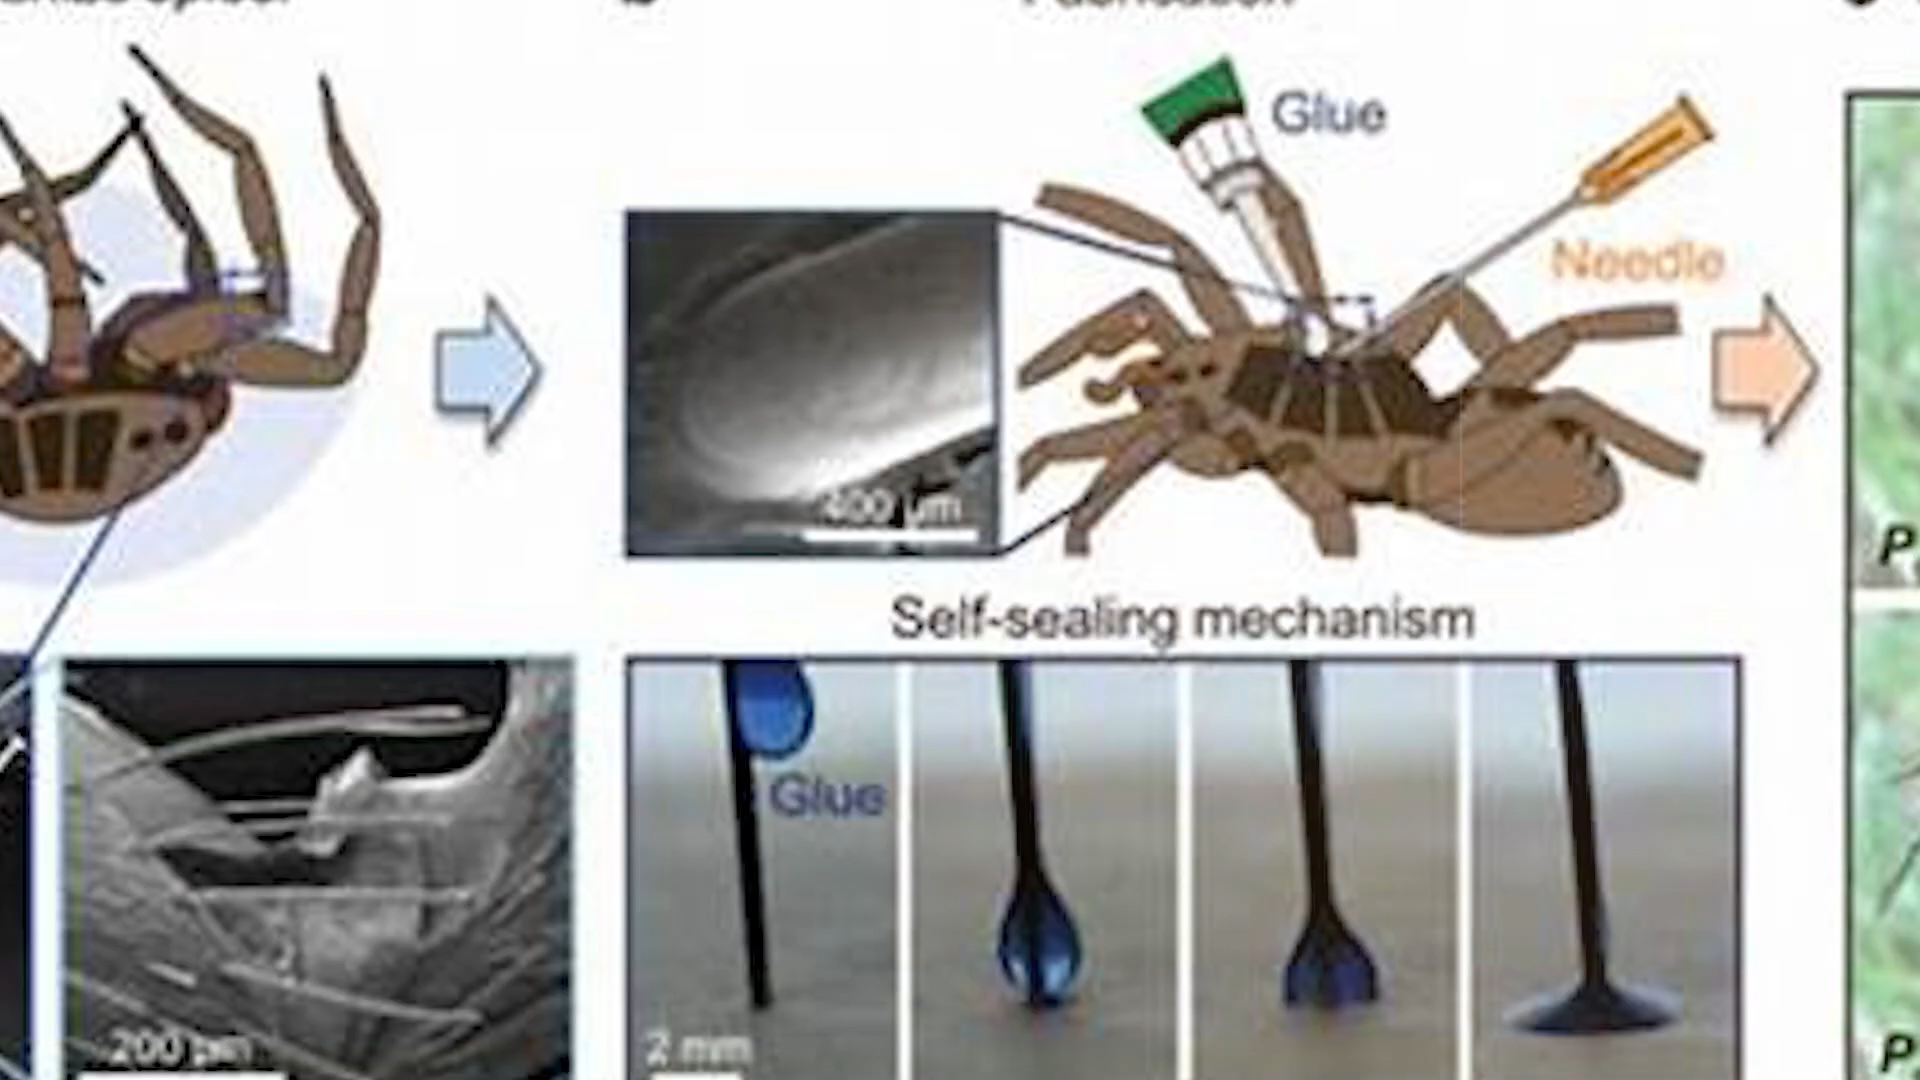 Glue
Needle
400 µm
Self-sealing mechanism
Glue
200 µm
2 mm
P
P